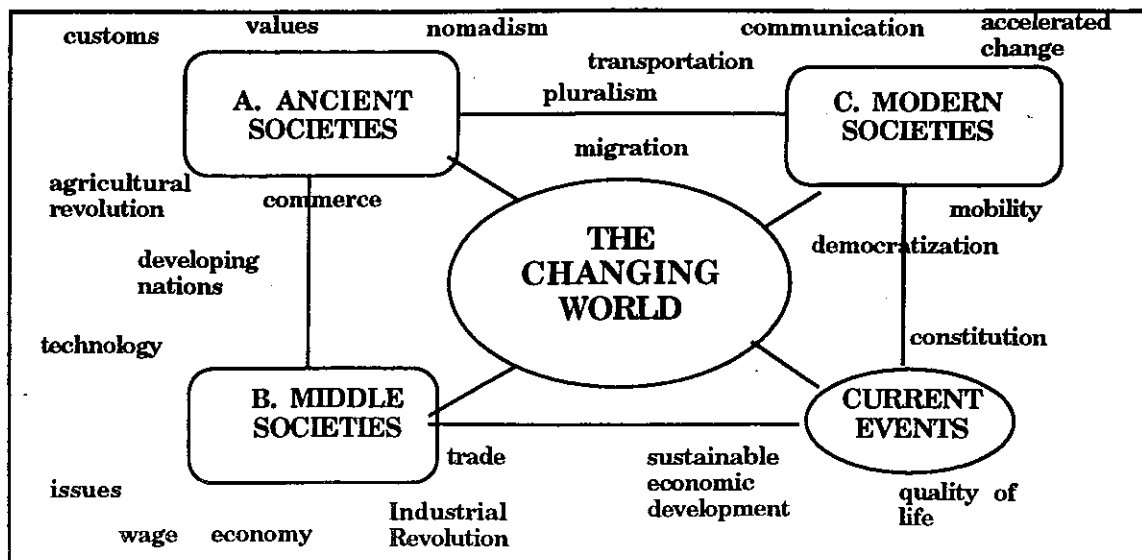 customs
values
nomadism
communication
accelerated
change
transportation
pluralism
A. ANCIENT
SOCIETIES
C. MODERN
SOCIETIES
migration
agricultural
revolution
commerce
mobility
THE
CHANGING
WORLD
democratization
developing
nations
technology
constitution
B. MIDDLE
SOCIETIES
CURRENT
EVENTS
trade
sustainable
economic
development
issues
quality of
life
wage economy
Industrial
Revolution